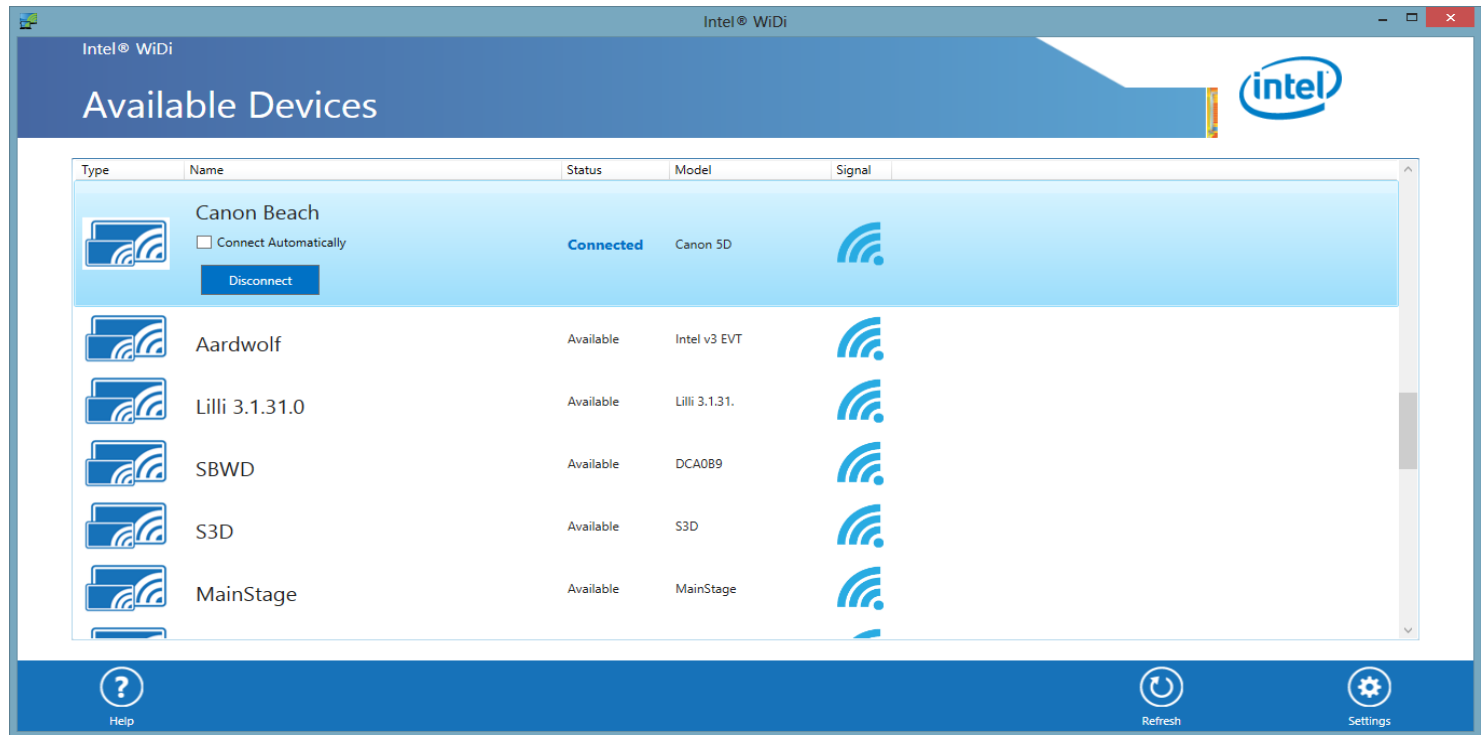 Intel® WiDi
Intel® WiDi
intel
Available Devices
Type Name Status Model Signal
Canon Beach
Connect Automatically
Connected Canon 5D
Disconnect
Aardwolf Available Intel v3 EVT
Lilli 3.1.31.0 Available Lilli 3.1.31.
SBWD Available DCA0B9
S3D Available S3D
MainStage Available MainStage
Help Refresh Settings